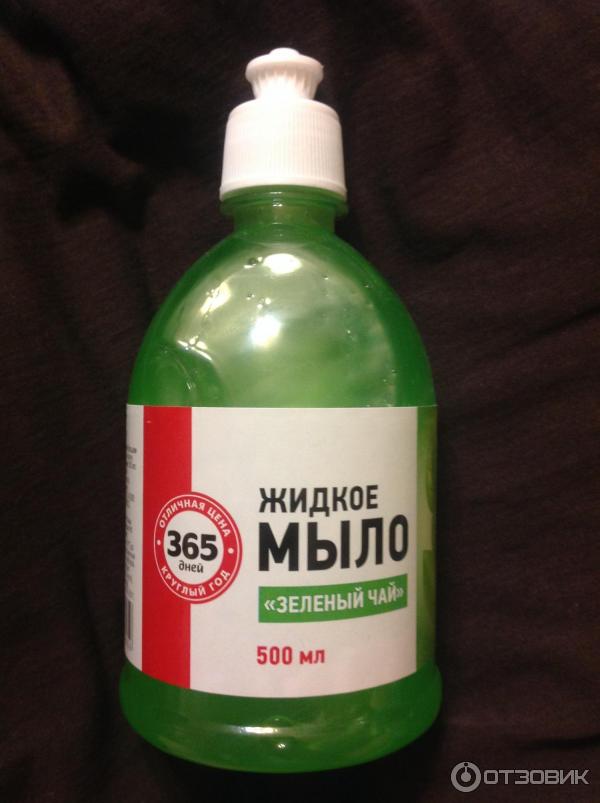 ЖИДКОЕ
МЫЛО
«ЗЕЛЕНЫЙ ЧАЙ»
500 мл
ОТЛИЧНАЯ ЦЕНА
365
дней
КРУГЛЫЙ ГОД
ОТЗОВИК